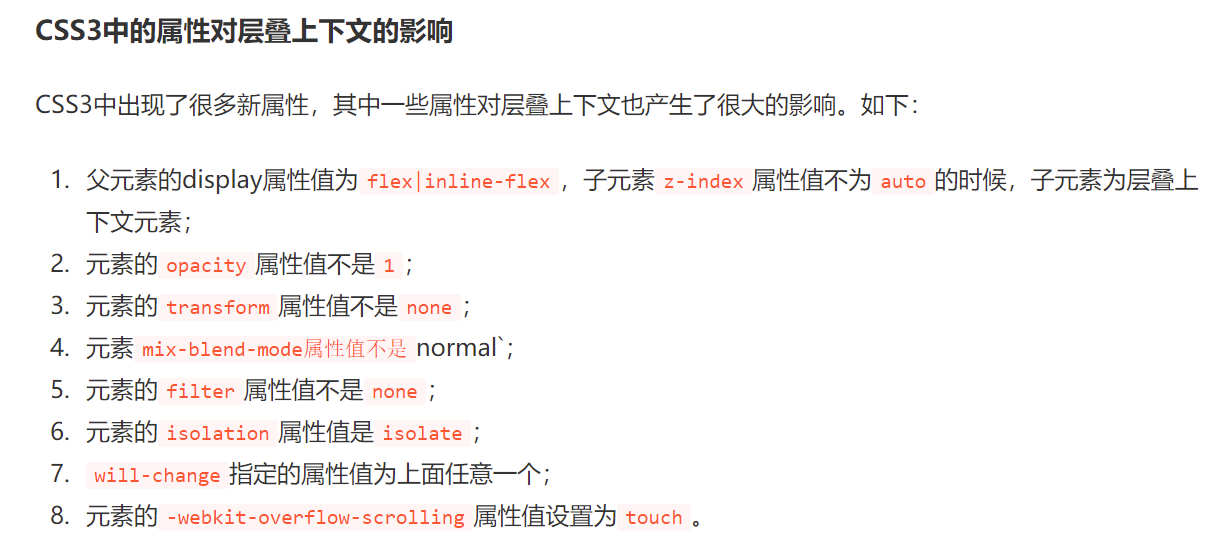 CSS3中的属性对层叠上下文的影响
CSS3中出现了很多新属性，其中一些属性对层叠上下文也产生了很大的影响。如下：
1. 父元素的display属性值为 flex|inline-flex ，子元素 z-index 属性值不为 auto 的时候，子元素为层叠上
下文元素；
2. 元素的 opacity 属性值不是 1 ；
3. 元素的 transform 属性值不是 none ；
4. 元素 mix-blend-mode属性值不是 normal`；
5. 元素的 filter 属性值不是 none ；
6. 元素的 isolation 属性值是 isolate ；
7. will-change 指定的属性值为上面任意一个；
8. 元素的 -webkit-overflow-scrolling 属性值设置为 touch 。